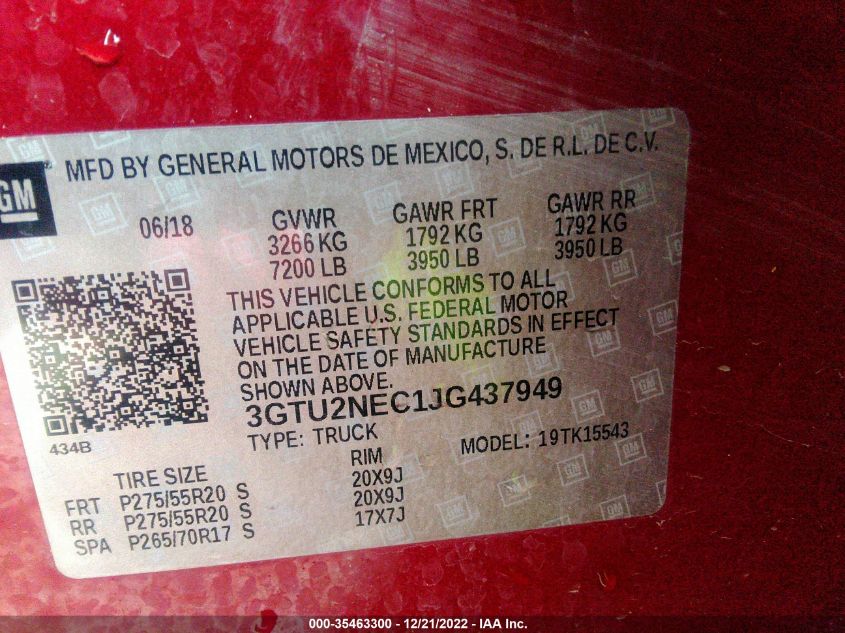 GM
MFD BY GENERAL MOTORS DE MEXICO, S. DE R.L. DE C.V.
06/18 GVWR GAWR FRT GAWR RR
3266 KG 1792 KG 1792 KG
7200 LB 3950 LB 3950 LB
THIS VEHICLE CONFORMS TO ALL
APPLICABLE U.S. FEDERAL MOTOR
VEHICLE SAFETY STANDARDS IN EFFECT
ON THE DATE OF MANUFACTURE
SHOWN ABOVE.
3GTU2NEC1JG437949
434B
TYPE: TRUCK MODEL: 19TK15543
TIRE SIZE RIM
FRT P275/55R20 S 20X9J
RR P275/55R20 S 20X9J
SPA P265/70R17 S 17X7J
000-35463300 - 12/21/2022 - IAA Inc.